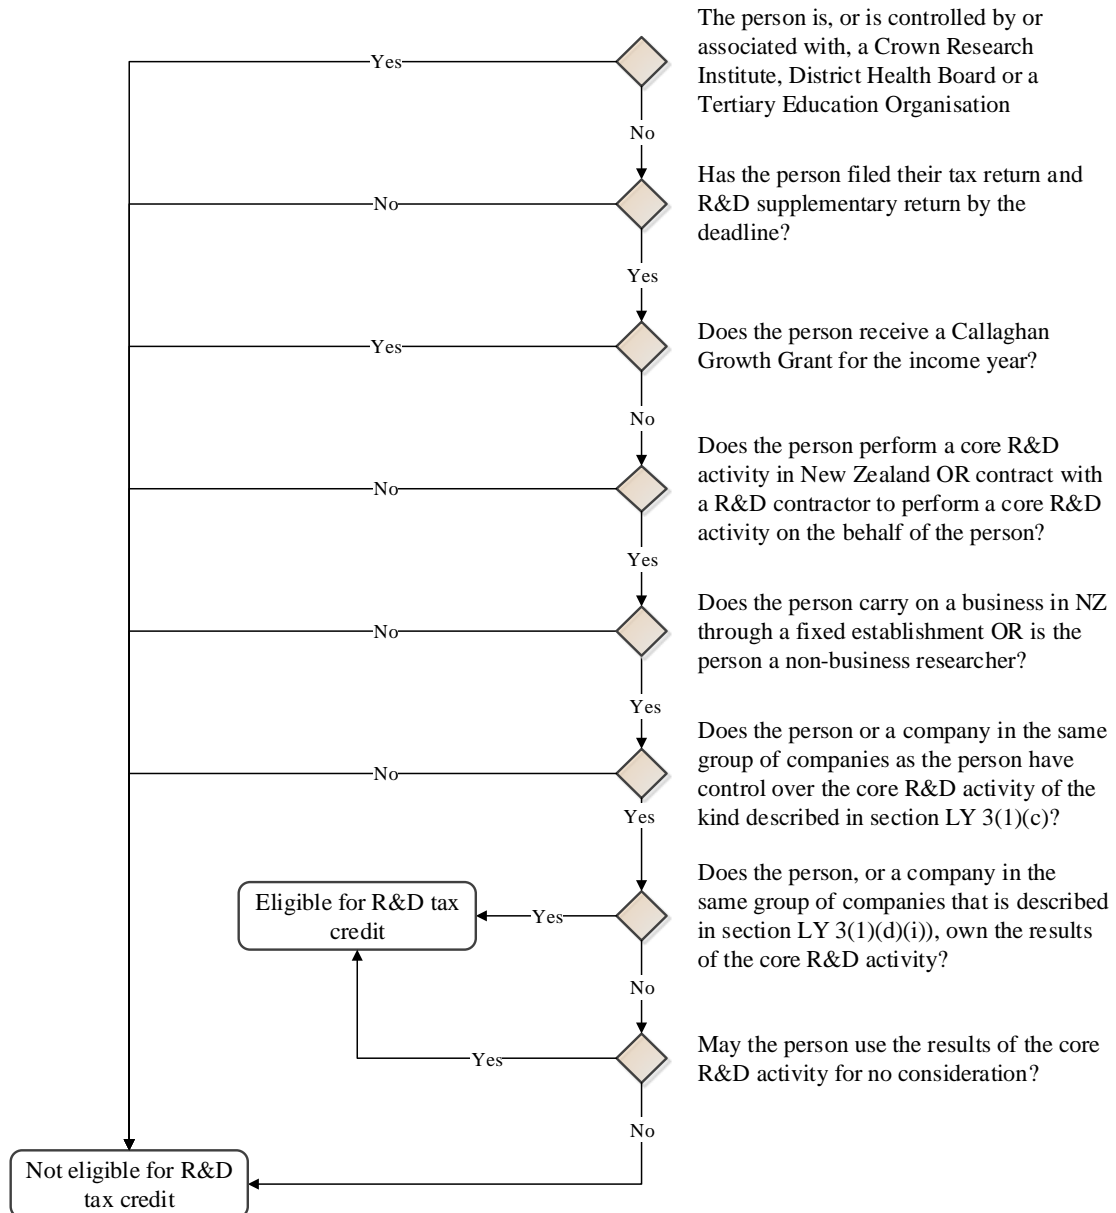 The person is, or is controlled by or
associated with, a Crown Research
Institute, District Health Board or a
Tertiary Education Organisation
Yes
No
Has the person filed their tax return and
R&D supplementary return by the
deadline?
No
Yes
Does the person receive a Callaghan
Growth Grant for the income year?
Yes
No
Does the person perform a core R&D
activity in New Zealand OR contract with
a R&D contractor to perform a core R&D
activity on the behalf of the person?
No
Yes
Does the person carry on a business in NZ
through a fixed establishment OR is the
person a non-business researcher?
No
Yes
Does the person or a company in the same
group of companies as the person have
control over the core R&D activity of the
kind described in section LY 3(1)(c)?
No
Yes
Does the person, or a company in the
same group of companies that is described
in section LY 3(1)(d)(i)), own the results
of the core R&D activity?
Yes
Eligible for R&D tax
credit
No
May the person use the results of the core
R&D activity for no consideration?
Yes
No
Not eligible for R&D
tax credit